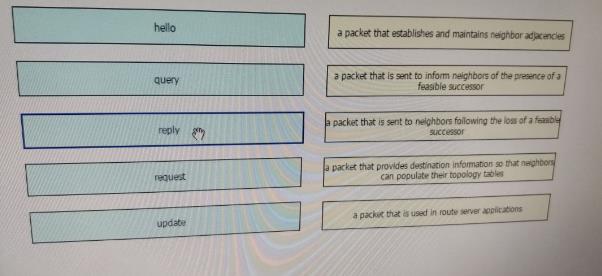 hello
a packet that establishes and maintains neighbor adjacencies
query
a packet that is sent to inform neighbors of the presence of a
feasible successor
reply
a packet that is sent to neighbors following the loss of a feasible
successor
request
a packet that provides destination information so that neighbors
can populate their topology tables
update
a packet that is used in route server applications